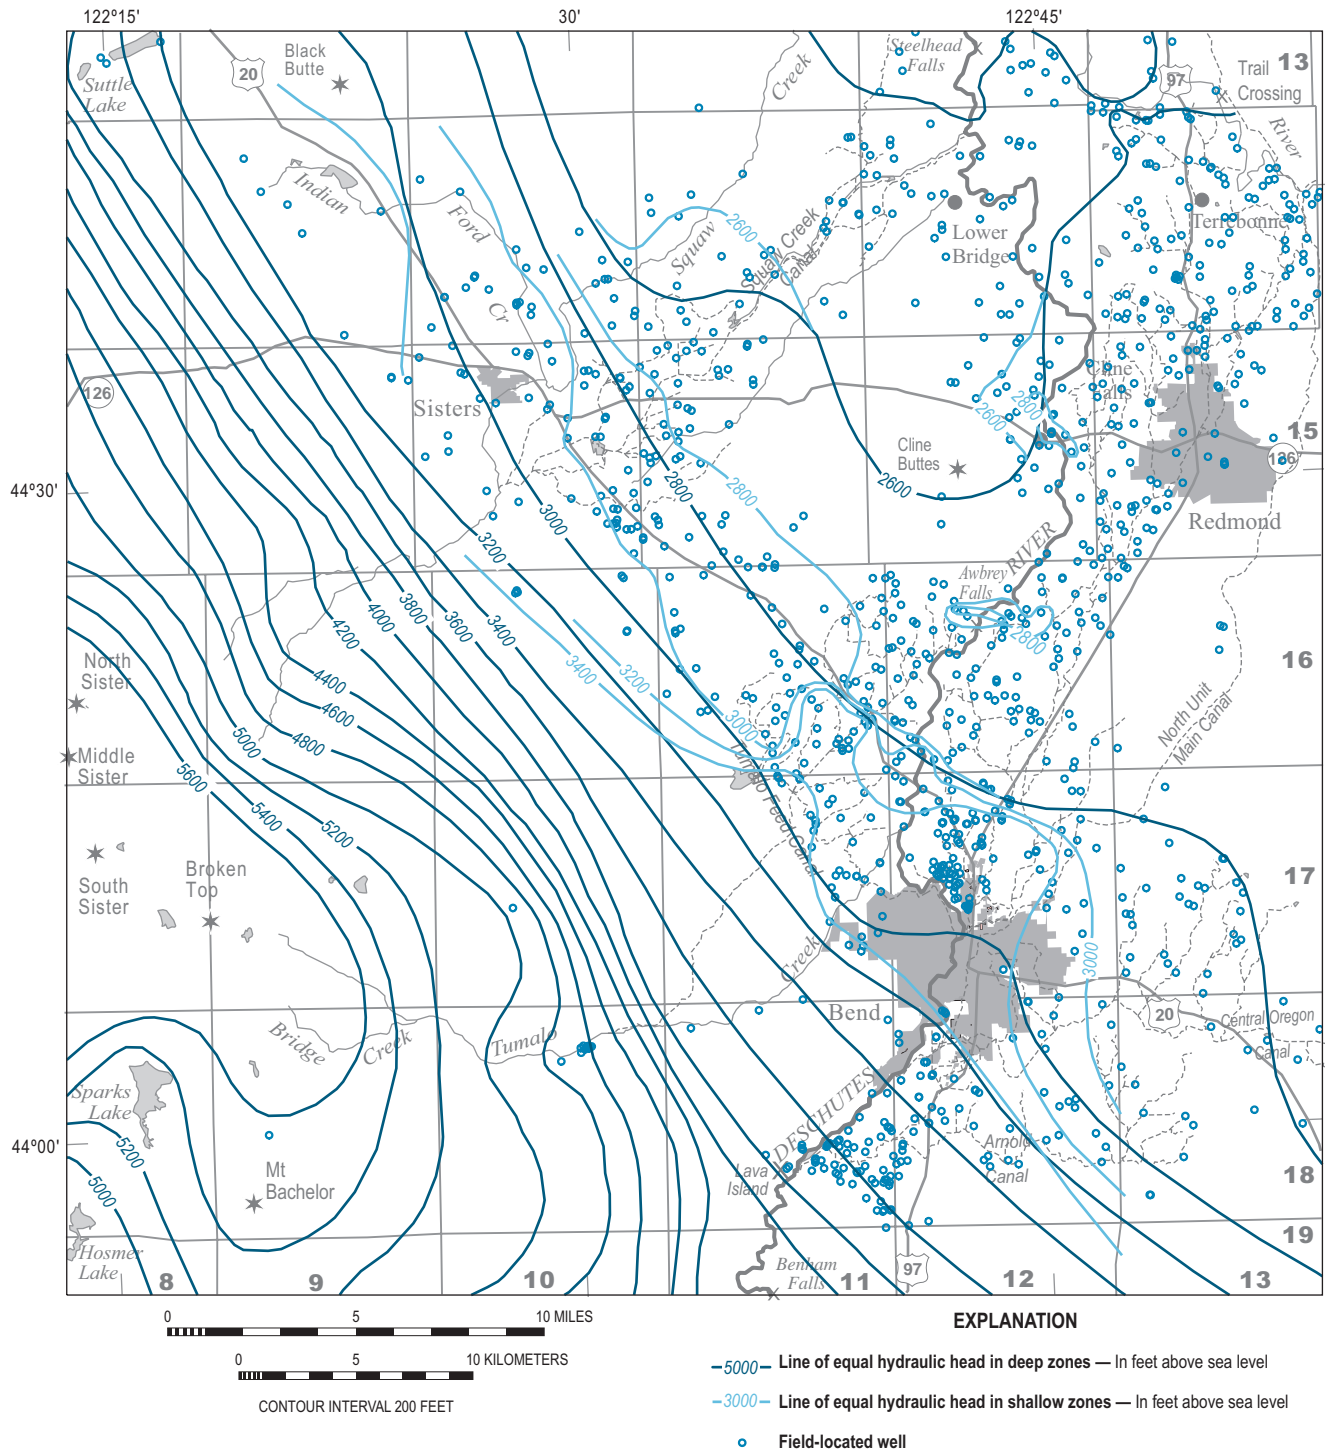 122°15'
30'
122°45'
Black
Butte
20
Suttle
Lake
Creek
Steelhead
Falls
97
Trail
Crossing
13
River
Indian
Ford
Cr
Squaw
2600
Squaw Creek
Canal
Lower
Bridge
Terrebonne
126
Sisters
Cline
Falls
2800
2600
15
126
Cline
Buttes
2600
Redmond
44°30'
3000
2800
2800
3200
3400
3600
3800
4000
4200
RIVER
Awbrey
Falls
2800
16
North
Sister
3200
3400
3000
4400
4600
4800
5000
North Unit
Main Canal
Middle
Sister
5600
5400
5200
Tumalo Feed Canal
South
Sister
Broken
Top
17
3000
Creek
Bend
20
Central Oregon
Canal
Bridge
Creek
Tumalo
Sparks
Lake
DESCHUTES
Arnold
Canal
44°00'
5200
5000
Mt
Bachelor
Lava
Island
18
19
Hosmer
Lake
8
9
10
Benham
Falls
11
97
12
13
0 5 10 MILES
0 5 10 KILOMETERS
CONTOUR INTERVAL 200 FEET
EXPLANATION
5000 Line of equal hydraulic head in deep zones — In feet above sea level
3000 Line of equal hydraulic head in shallow zones — In feet above sea level
Field-located well